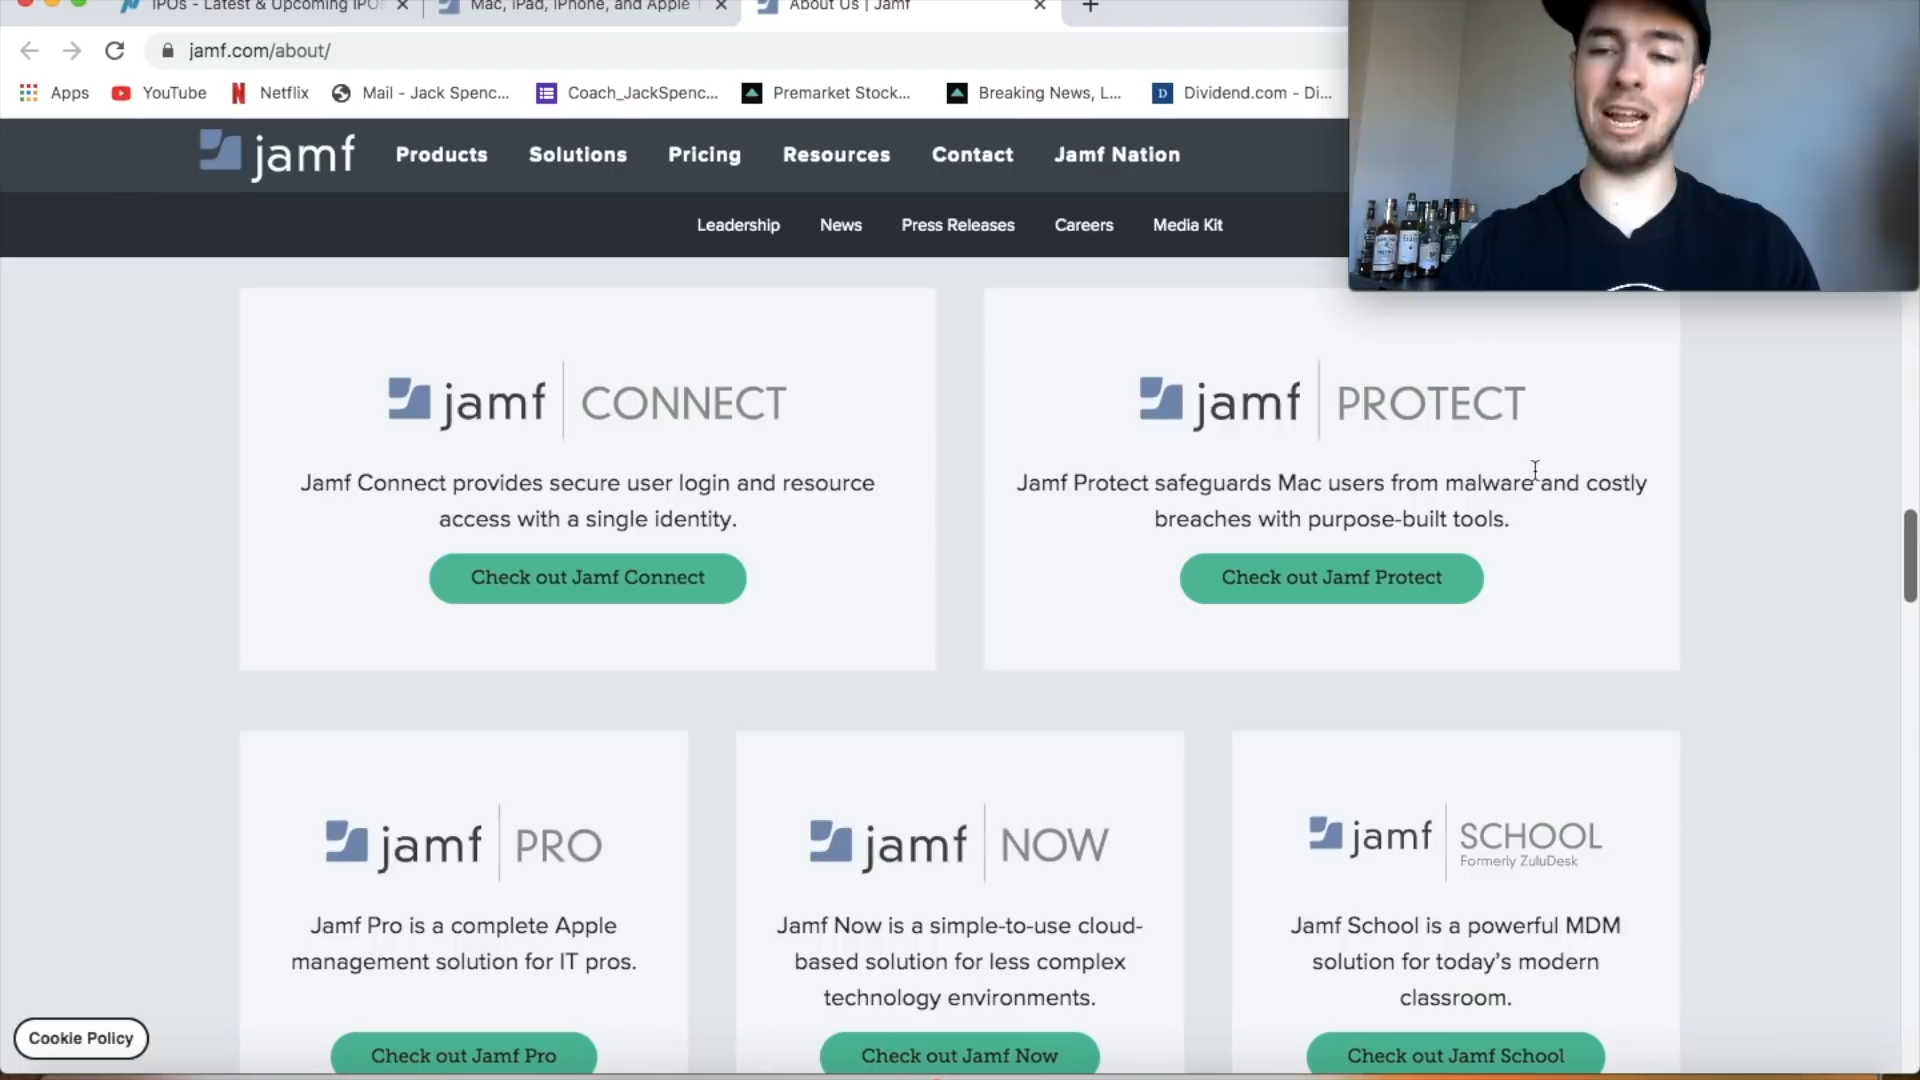 IPOs - Latest & Upcoming IPOs
Mac, iPad, iPhone, and Apple
About Us | Jamf
jamf.com/about/
Apps
YouTube
Netflix
Mail - Jack Spenc...
Coach_JackSpenc...
Premarket Stock...
Breaking News, L...
D
Dividend.com - Di...
jamf
Products
Solutions
Pricing
Resources
Contact
Jamf Nation
Leadership
News
Press Releases
Careers
Media Kit
jamf | CONNECT
Jamf Connect provides secure user login and resource
access with a single identity.
Check out Jamf Connect
jamf | PROTECT
Jamf Protect safeguards Mac users from malware and costly
breaches with purpose-built tools.
Check out Jamf Protect
jamf | PRO
Jamf Pro is a complete Apple
management solution for IT pros.
Check out Jamf Pro
jamf | NOW
Jamf Now is a simple-to-use cloud-
based solution for less complex
technology environments.
Check out Jamf Now
jamf | SCHOOL
Formerly ZuluDesk
Jamf School is a powerful MDM
solution for today's modern
classroom.
Check out Jamf School
Cookie Policy